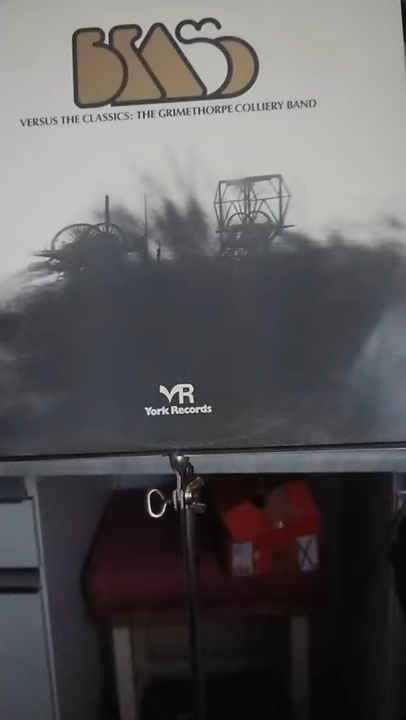 BRASS
VERSUS THE CLASSICS: THE GRIMETHORPE COLLIERY BAND
YR
York Records